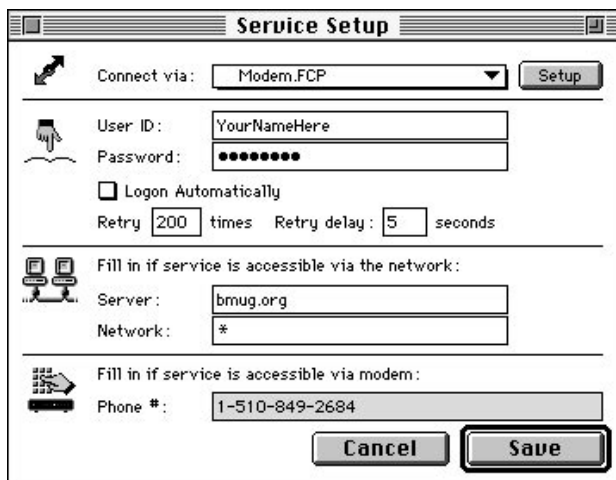 Service Setup
Connect via: Modem.FCP Setup
User ID: YourNameHere
Password: ●●●●●●●●
Logon Automatically
Retry 200 times Retry delay: 5 seconds
Fill in if service is accessible via the network:
Server: bmug.org
Network: *
Fill in if service is accessible via modem:
Phone #: 1-510-849-2684
Cancel Save